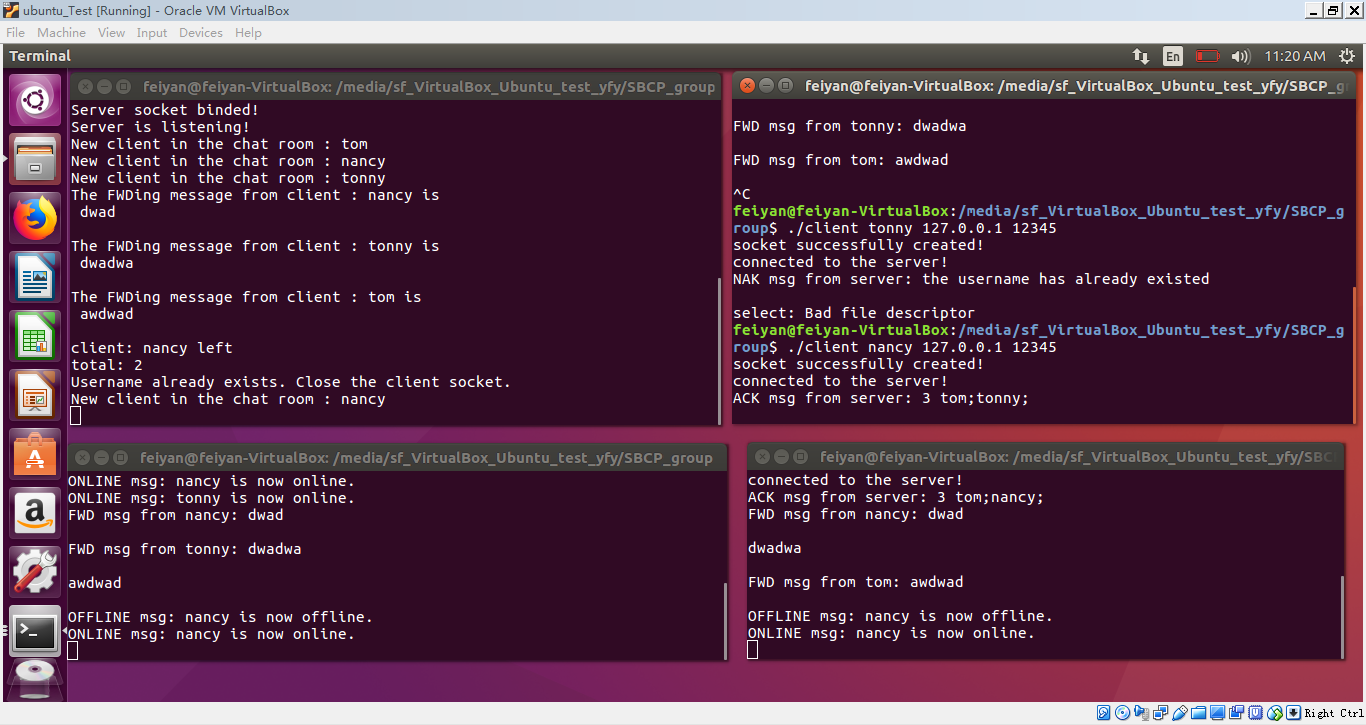 ubuntu_Test [Running] - Oracle VM VirtualBox
File Machine View Input Devices Help
Terminal
En
11:20 AM
feiyan@feiyan-VirtualBox: /media/sf_VirtualBox_Ubuntu_test_yfy/SBCP_group
Server socket binded!
Server is listening!
New client in the chat room : tom
New client in the chat room : nancy
New client in the chat room : tonny
The FWDing message from client : nancy is
dwad
The FWDing message from client : tonny is
dwadwa
The FWDing message from client : tom is
awdwad
client: nancy left
total: 2
Username already exists. Close the client socket.
New client in the chat room : nancy
feiyan@feiyan-VirtualBox: /media/sf_VirtualBox_Ubuntu_test_yfy/SBCP_gr
FWD msg from tonny: dwadwa
FWD msg from tom: awdwad
^C
feiyan@feiyan-VirtualBox:/media/sf_VirtualBox_Ubuntu_test_yfy/SBCP_g
roup$ ./client tonny 127.0.0.1 12345
socket successfully created!
connected to the server!
NAK msg from server: the username has already existed
select: Bad file descriptor
feiyan@feiyan-VirtualBox:/media/sf_VirtualBox_Ubuntu_test_yfy/SBCP_g
roup$ ./client nancy 127.0.0.1 12345
socket successfully created!
connected to the server!
ACK msg from server: 3 tom;tonny;
feiyan@feiyan-VirtualBox: /media/sf_VirtualBox_Ubuntu_test_yfy/SBCP_group
ONLINE msg: nancy is now online.
ONLINE msg: tonny is now online.
FWD msg from nancy: dwad
FWD msg from tonny: dwadwa
awdwad
OFFLINE msg: nancy is now offline.
ONLINE msg: nancy is now online.
feiyan@feiyan-VirtualBox: /media/sf_VirtualBox_Ubuntu_test_yfy/SBC
connected to the server!
ACK msg from server: 3 tom;nancy;
FWD msg from nancy: dwad
dwadwa
FWD msg from tom: awdwad
OFFLINE msg: nancy is now offline.
ONLINE msg: nancy is now online.
Right Ctrl